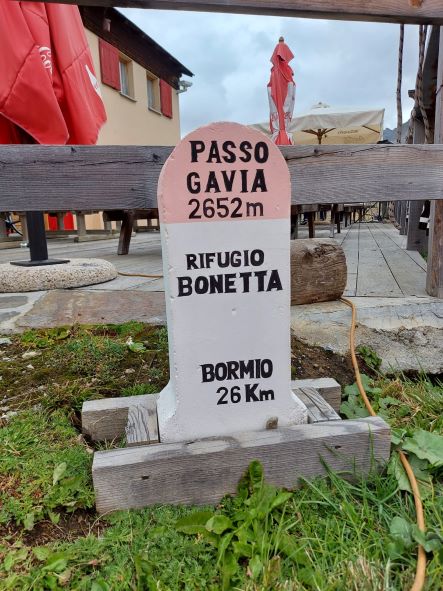 PASSO
GAVIA
2652m
RIFUGIO
BONETTA
BORMIO
26Km